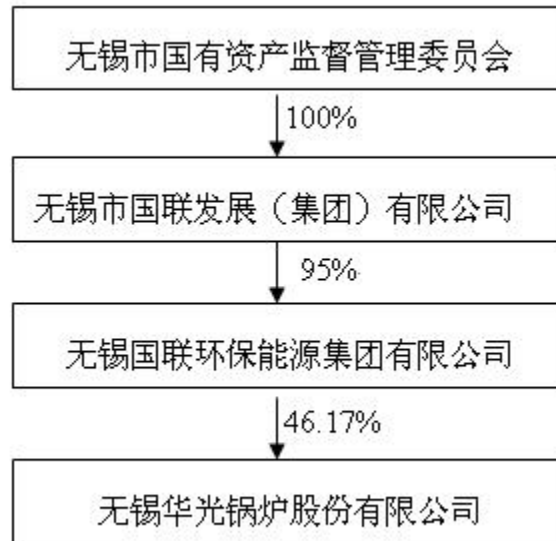 无锡市国有资产监督管理委员会
100%
无锡市国联发展（集团）有限公司
95%
无锡国联环保能源集团有限公司
46.17%
无锡华光锅炉股份有限公司